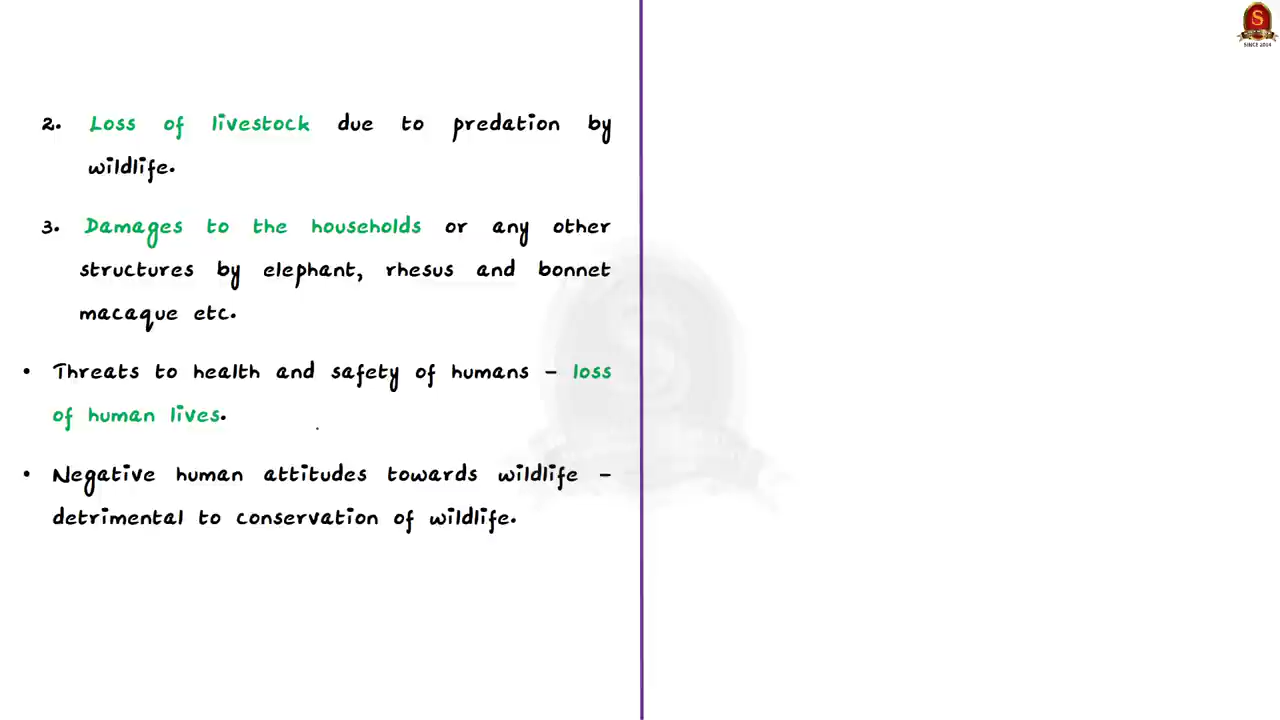 S
SINCE 2014
2. Loss of livestock due to predation by
wildlife.
3. Damages to the households or any other
structures by elephant, rhesus and bonnet
macaque etc.
• Threats to health and safety of humans – loss
of human lives.
• Negative human attitudes towards wildlife –
detrimental to conservation of wildlife.